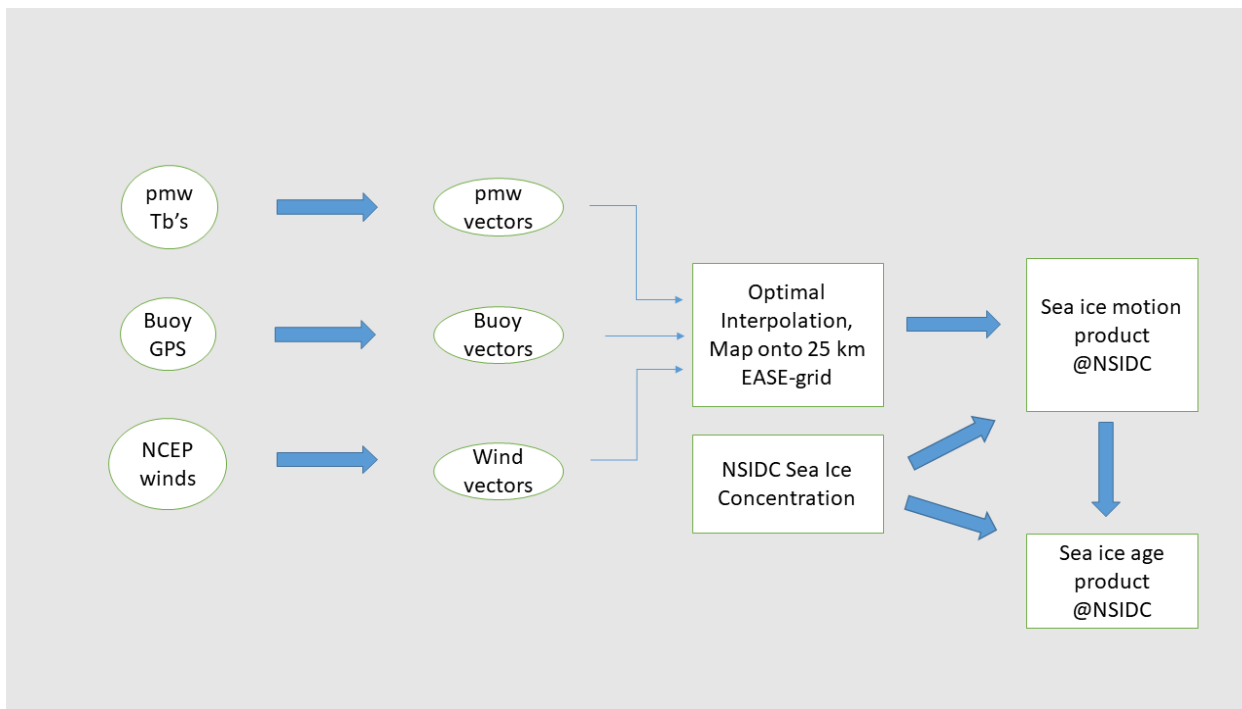 pmw
Tb's
pmw
vectors
Buoy
GPS
Buoy
vectors
NCEP
winds
Wind
vectors
Optimal
Interpolation,
Map onto 25 km
EASE-grid
NSIDC Sea Ice
Concentration
Sea ice motion
product
@NSIDC
Sea ice age
product
@NSIDC